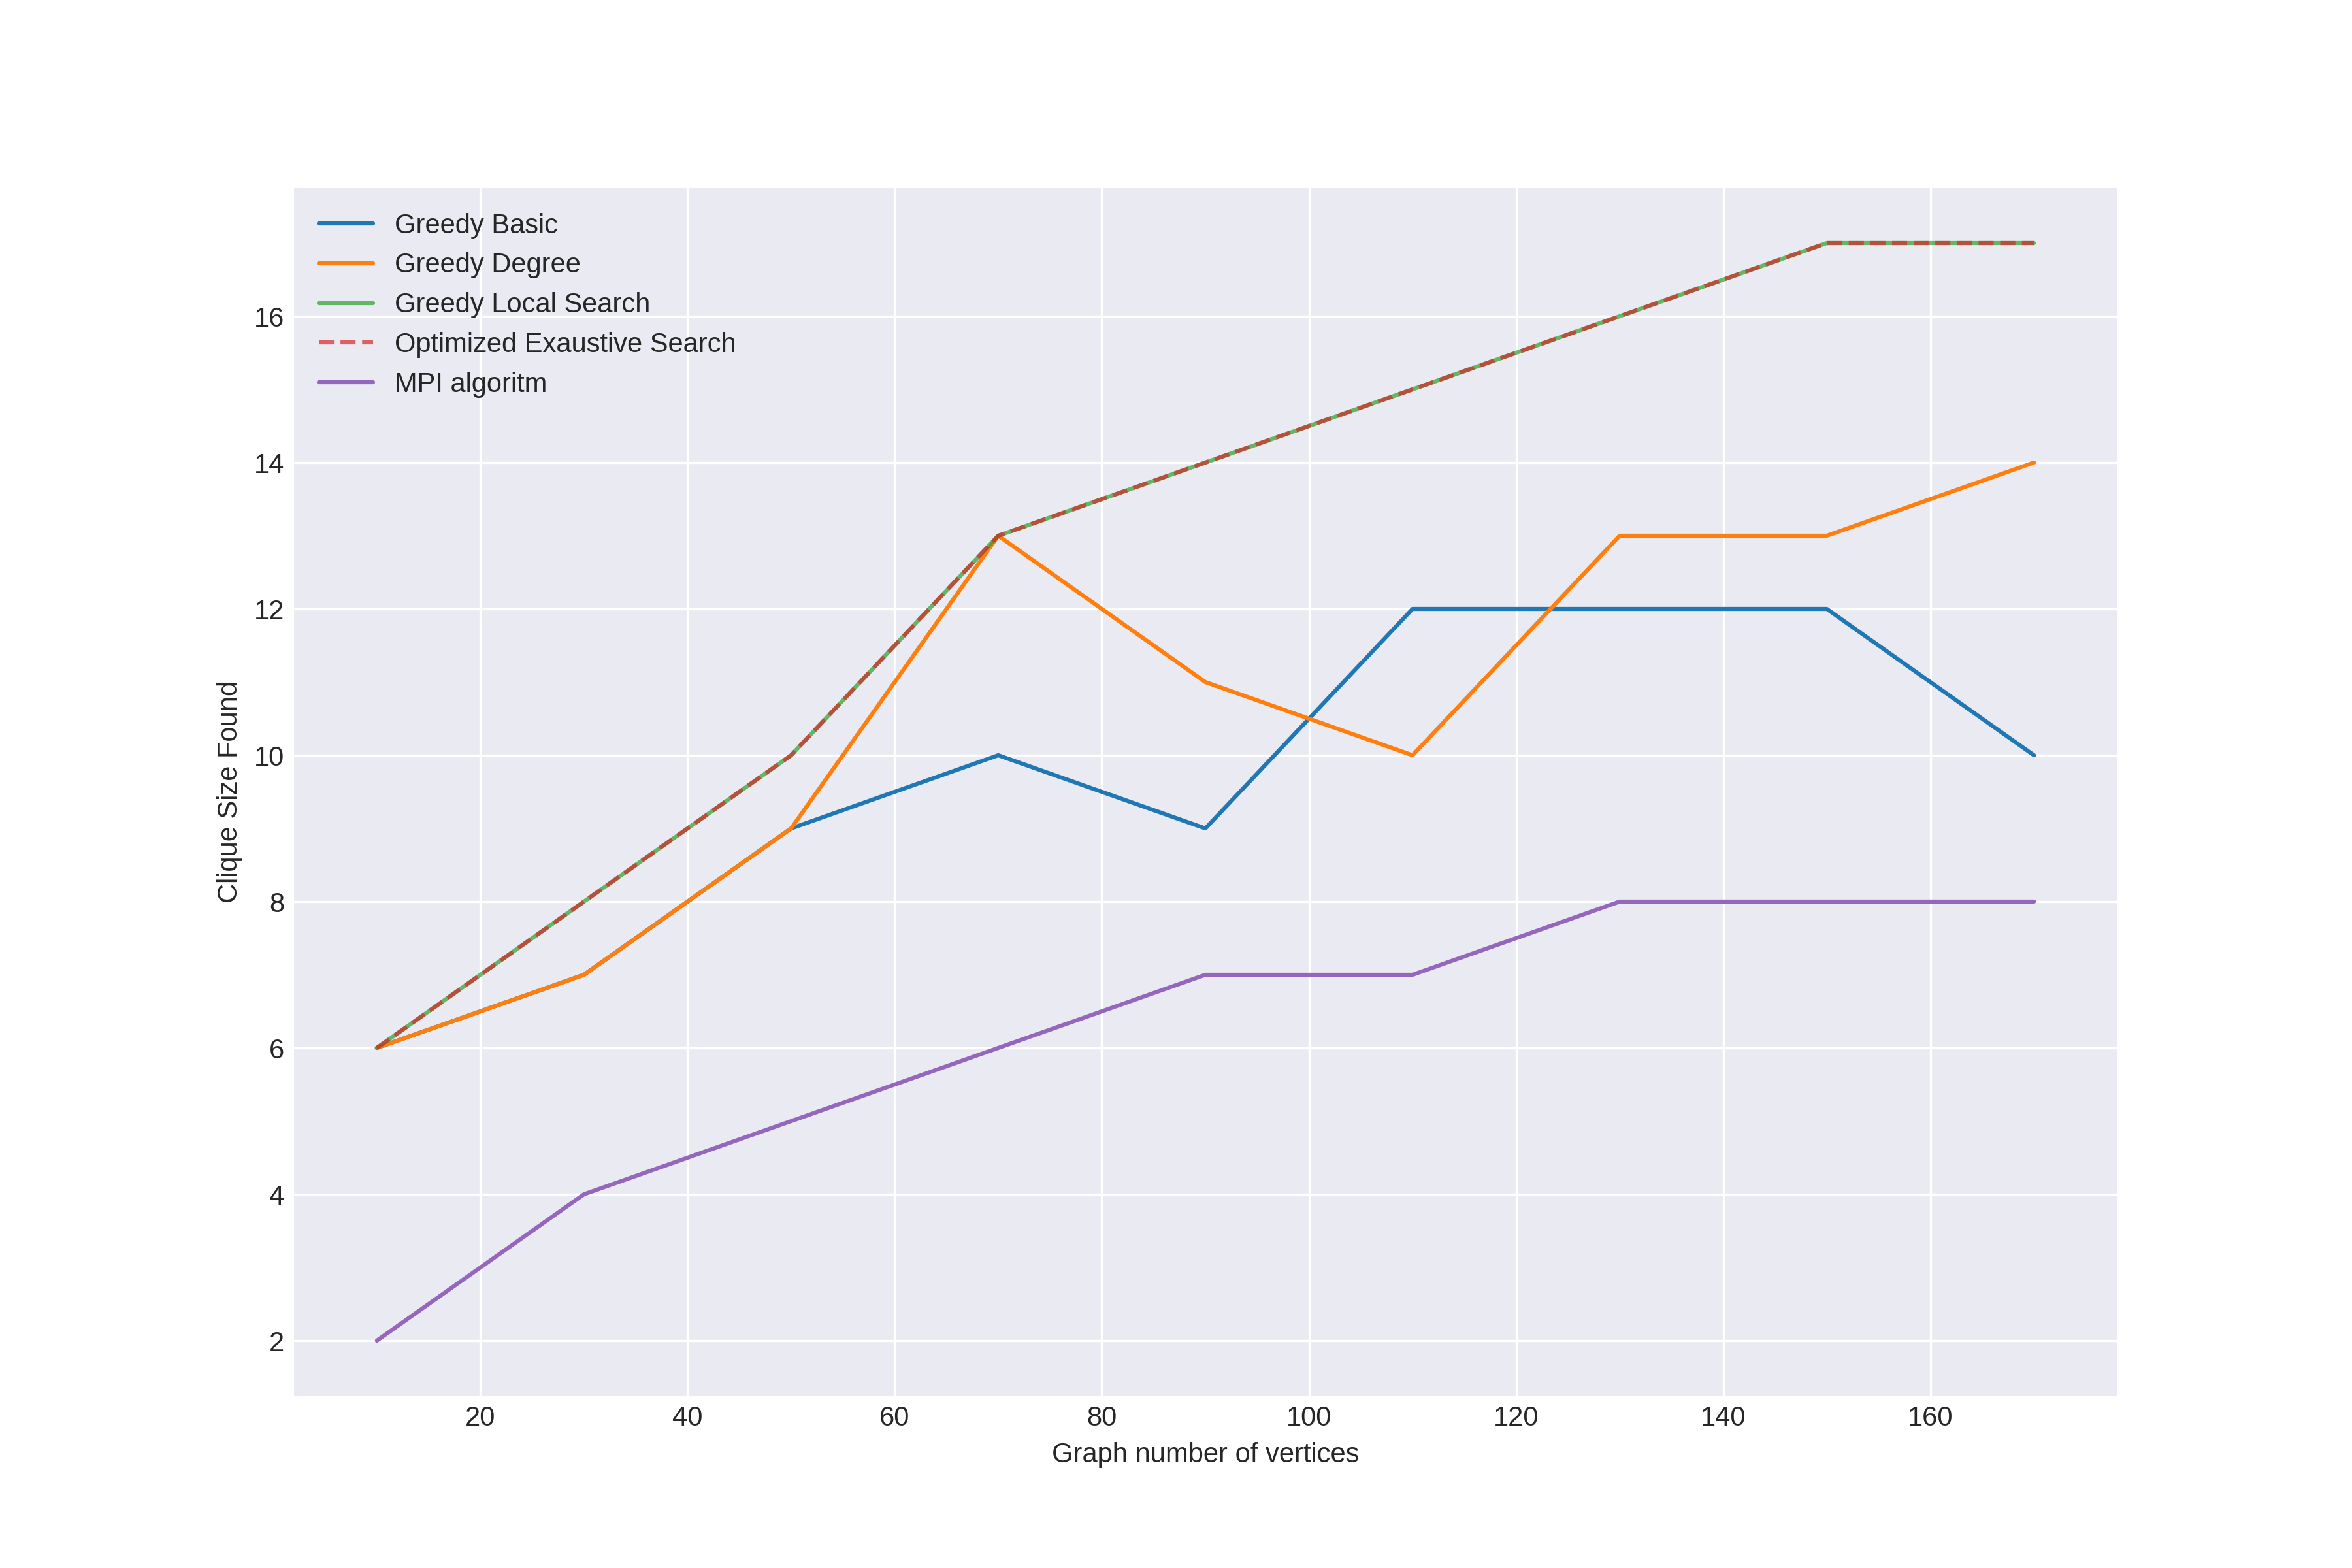 Greedy Basic
Greedy Degree
Greedy Local Search
Optimized Exaustive Search
MPI algoritm
16
14
12
10
8
6
4
2
Clique Size Found
20 40 60 80 100 120 140 160
Graph number of vertices